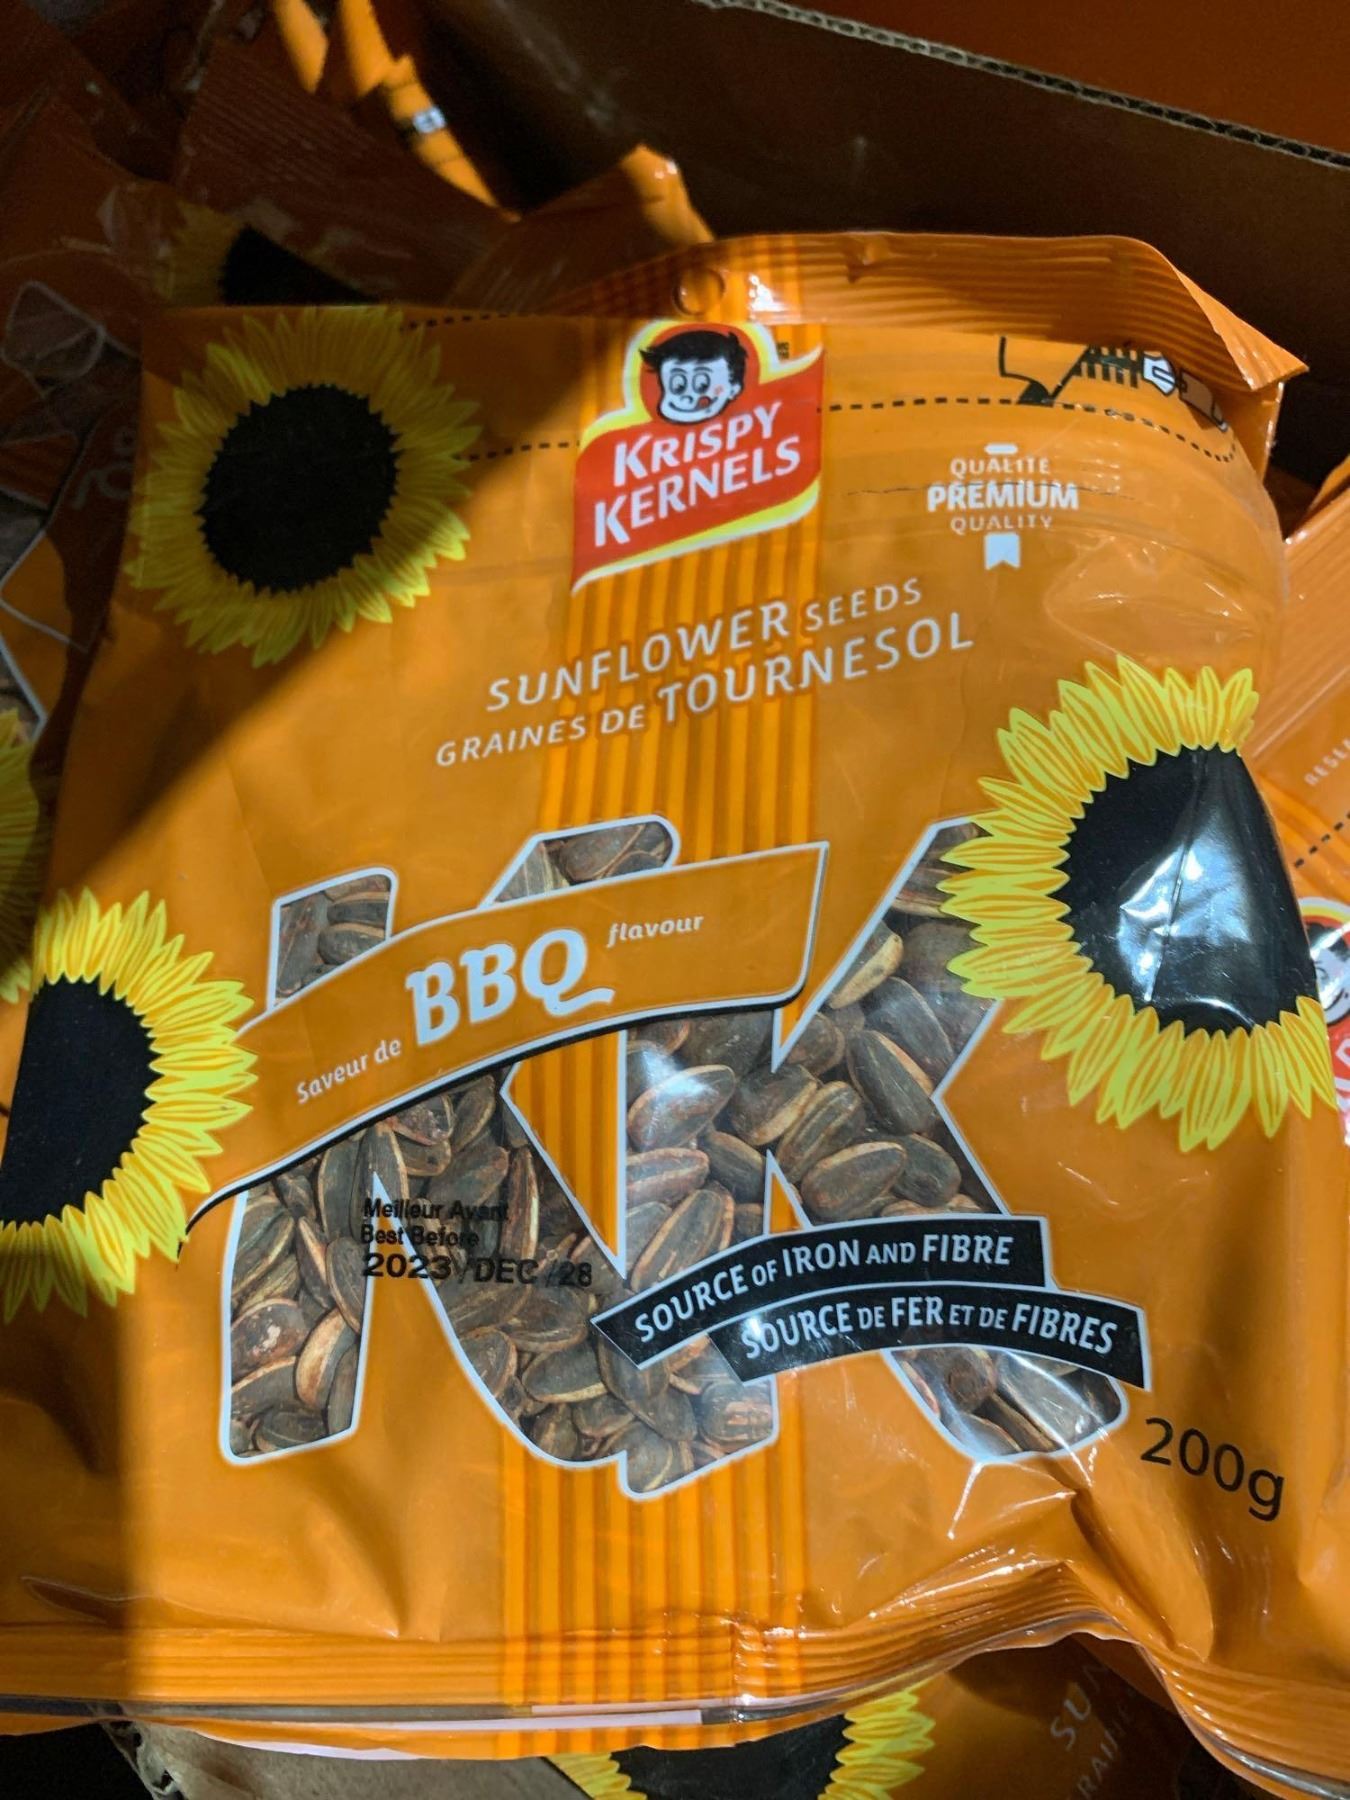 KRISPY
KERNELS
QUALITÉ
PREMIUM
QUALITY
SUNFLOWER SEEDS
GRAINES DE TOURNESOL
Saveur de BBQ flavour
Meilleur Avant
Best Before
2023/DEC/28
SOURCE OF IRON AND FIBRE
SOURCE DE FER ET DE FIBRES
200g